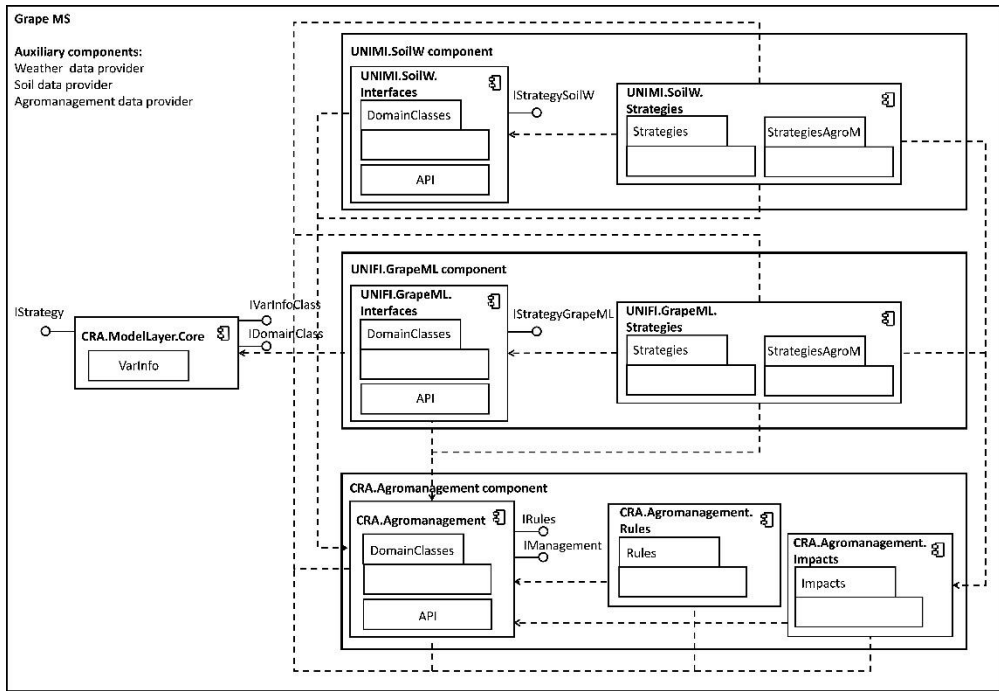 Grape MS
Auxiliary components:
Weather data provider
Soil data provider
Agromanagement data provider
UNIMI.SoilW component
UNIMI.SoilW.
Interfaces
DomainClasses
API
IStrategySoilW
UNIMI.SoilW.
Strategies
Strategies
StrategiesAgroM
UNIFI.GrapeML component
UNIFI.GrapeML.
Interfaces
DomainClasses
API
IStrategyGrapeML
UNIFI.GrapeML.
Strategies
Strategies
StrategiesAgroM
IStrategy
IVarInfoClass
IDomainClass
CRA.ModelLayer.Core
VarInfo
CRA.Agromanagement component
CRA.Agromanagement
DomainClasses
API
IRules
IManagement
CRA.Agromanagement.
Rules
Rules
CRA.Agromanagement.
Impacts
Impacts